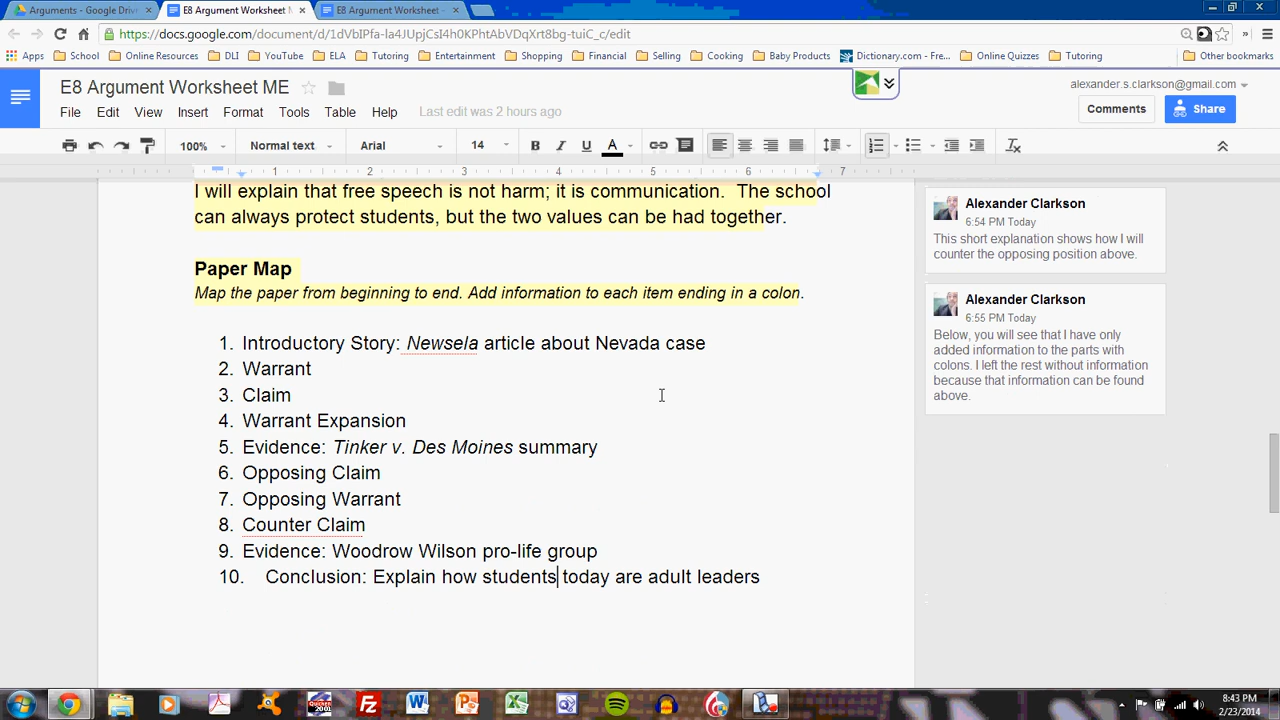 Arguments - Google Driv
E8 Argument Worksheet M
E8 Argument Worksheet -
https://docs.google.com/document/d/1dVbIPfa-la4JUpjCsI4h0KPhtAbVDqXrt8bg-tuiC_c/edit
Apps School Online Resources DLI YouTube ELA Tutoring Entertainment Shopping Financial Selling Cooking Baby Products Dictionary.com - Fre... Online Quizzes Tutoring Other bookmarks
E8 Argument Worksheet ME
alexander.s.clarkson@gmail.com
File Edit View Insert Format Tools Table Help Last edit was 2 hours ago
Comments Share
100% Normal text Arial 14 B I U A
1 2 3 4 5 6 7
I will explain that free speech is not harm; it is communication. The school
can always protect students, but the two values can be had together.
Paper Map
Map the paper from beginning to end. Add information to each item ending in a colon.
1. Introductory Story: Newsela article about Nevada case
2. Warrant
3. Claim
4. Warrant Expansion
5. Evidence: Tinker v. Des Moines summary
6. Opposing Claim
7. Opposing Warrant
8. Counter Claim
9. Evidence: Woodrow Wilson pro-life group
10. Conclusion: Explain how students today are adult leaders
Alexander Clarkson
6:54 PM Today
This short explanation shows how I will
counter the opposing position above.
Alexander Clarkson
6:55 PM Today
Below, you will see that I have only
added information to the parts with
colons. I left the rest without information
because that information can be found
above.
8:43 PM
2/23/2014